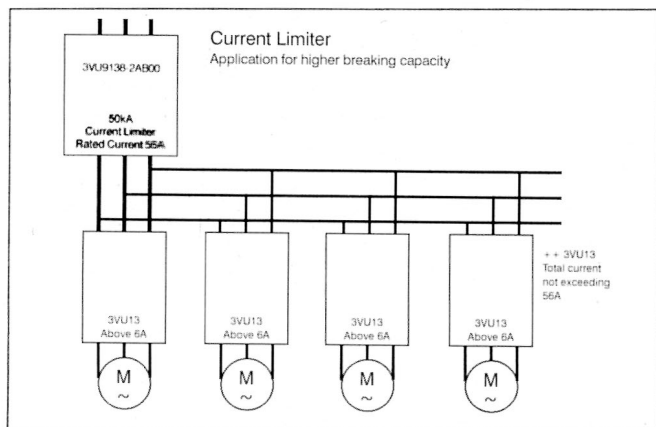 Current Limiter
Application for higher breaking capacity
3VU9138-2AB00
50kA
Current Limiter
Rated Current 56A
++ 3VU13
Total current
not exceeding
56A
3VU13
Above 6A
3VU13
Above 6A
3VU13
Above 6A
3VU13
Above 6A
M
~
M
~
M
~
M
~